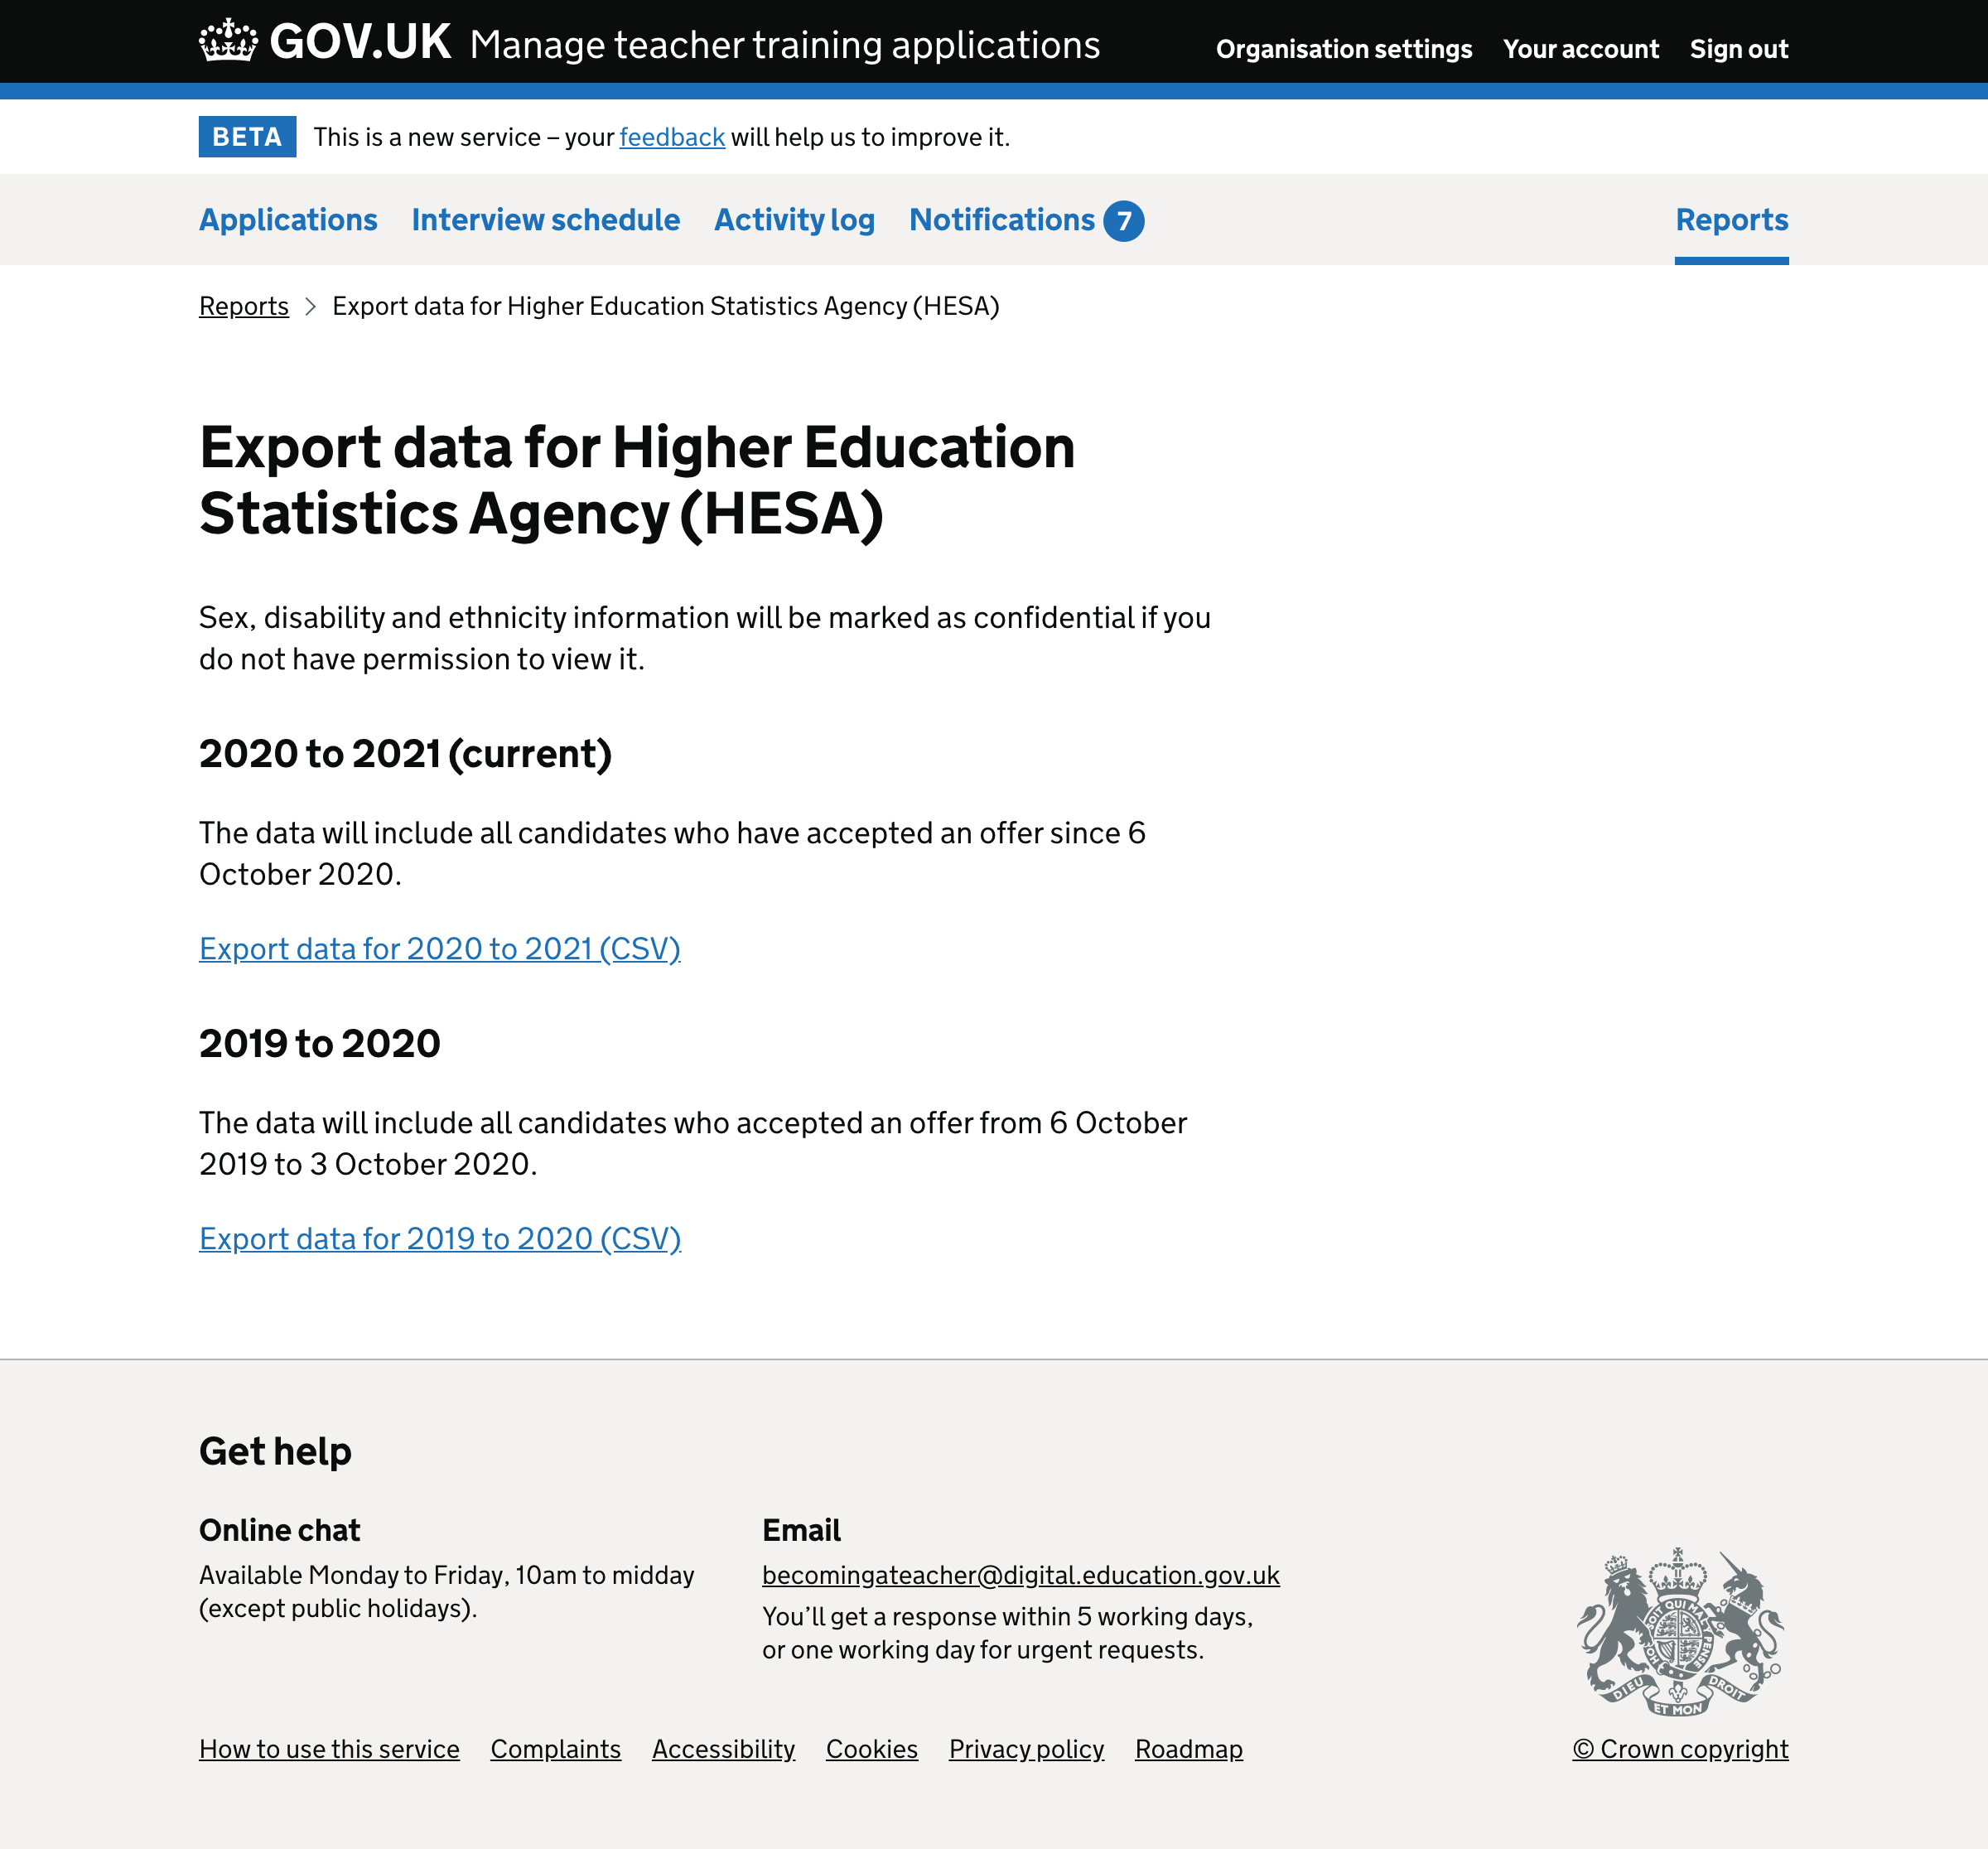 GOV.UK Manage teacher training applications
Organisation settings Your account Sign out
BETA This is a new service – your feedback will help us to improve it.
Applications Interview schedule Activity log Notifications 7 Reports
Reports Export data for Higher Education Statistics Agency (HESA)
Export data for Higher Education
Statistics Agency (HESA)
Sex, disability and ethnicity information will be marked as confidential if you
do not have permission to view it.
2020 to 2021 (current)
The data will include all candidates who have accepted an offer since 6
October 2020.
Export data for 2020 to 2021 (CSV)
2019 to 2020
The data will include all candidates who accepted an offer from 6 October
2019 to 3 October 2020.
Export data for 2019 to 2020 (CSV)
Get help
Online chat
Available Monday to Friday, 10am to midday
(except public holidays).
Email
becomingateacher@digital.education.gov.uk
You’ll get a response within 5 working days,
or one working day for urgent requests.
DIEU ET MON DROIT
How to use this service Complaints Accessibility Cookies Privacy policy Roadmap
© Crown copyright